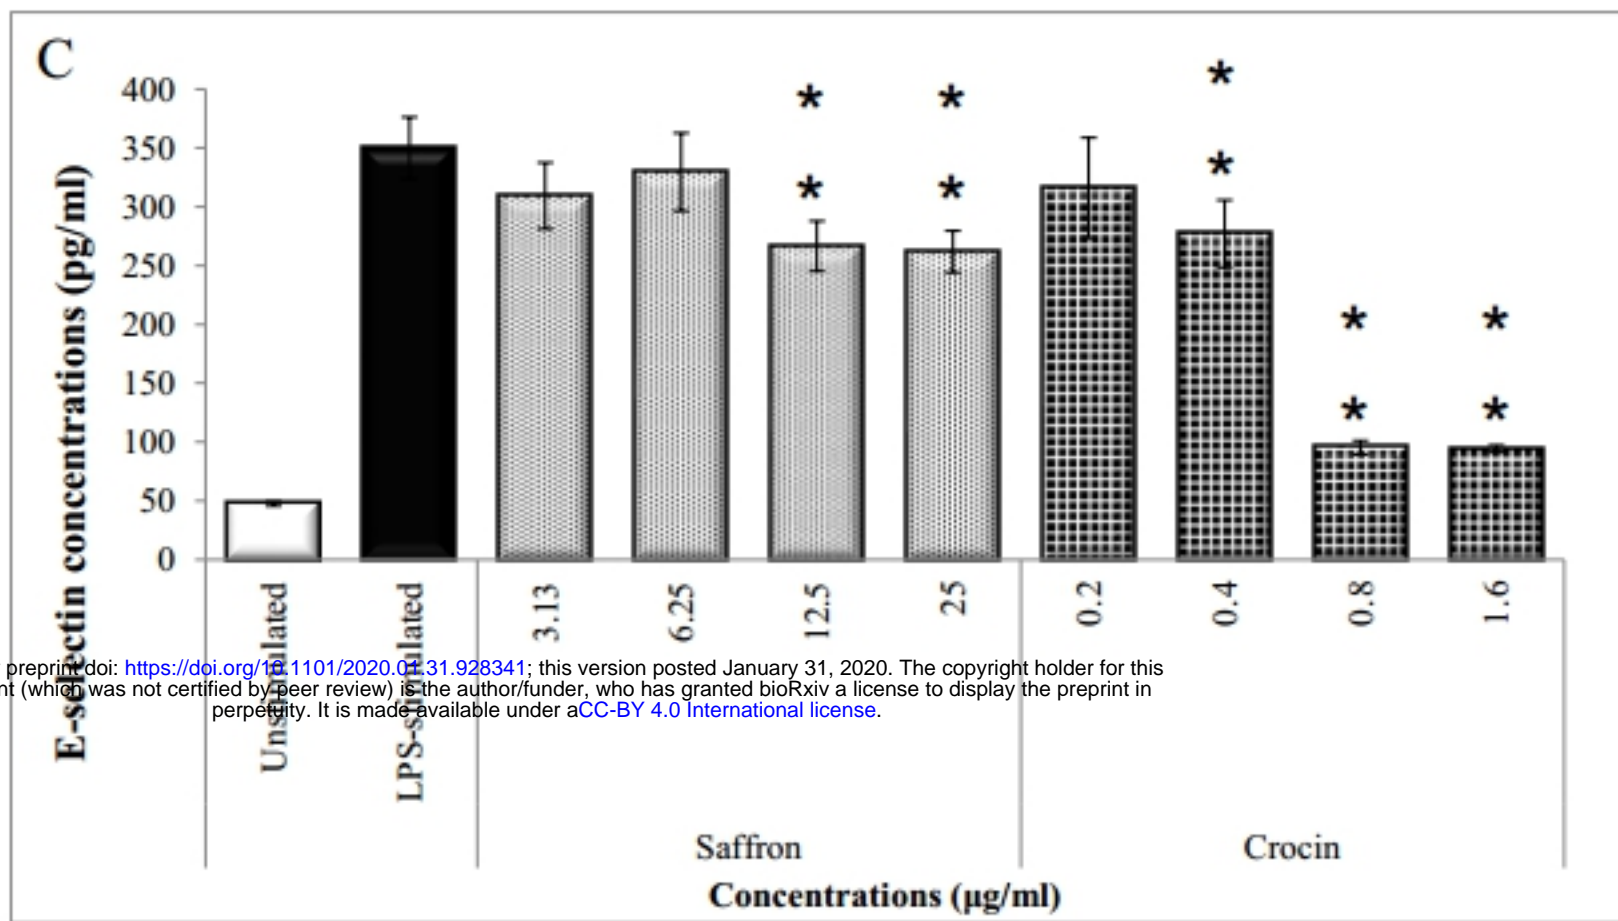 C
400
350
300
250
200
150
100
50
0
E-selectin concentrations (pg/ml)
* * * * * *
* * * * * *
Unstimulated
LPS-stimulated
3.13
6.25
12.5
25
0.2
0.4
0.8
1.6
preprint doi: https://doi.org/10.1101/2020.01.31.928341; this version posted January 31, 2020. The copyright holder for this
(which was not certified by peer review) is the author/funder, who has granted bioRxiv a license to display the preprint in
perpetuity. It is made available under aCC-BY 4.0 International license.
Saffron
Crocin
Concentrations (µg/ml)